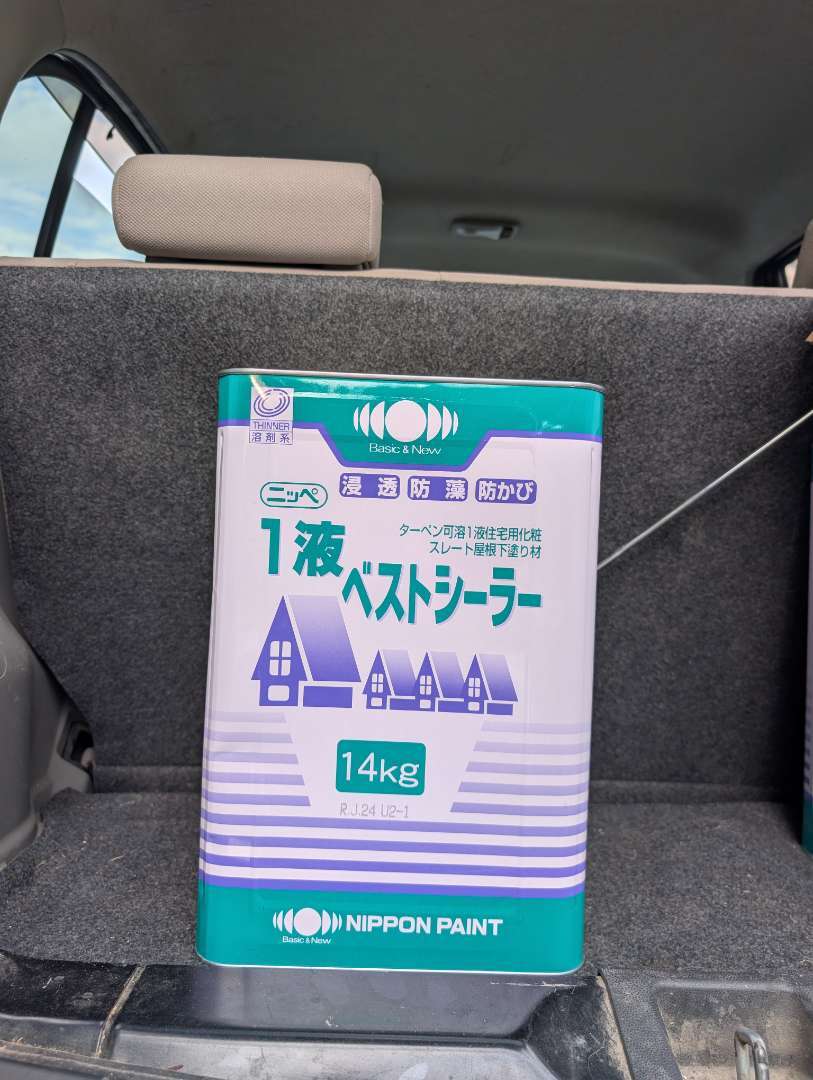 THINNER
溶剤系
Basic & New
ニッペ
浸透 防藻 防かび
ターペン可溶1液住宅用化粧
スレート屋根下塗り材
1液
ベストシーラー
14kg
R.J.24 U2-1
Basic & New
NIPPON PAINT